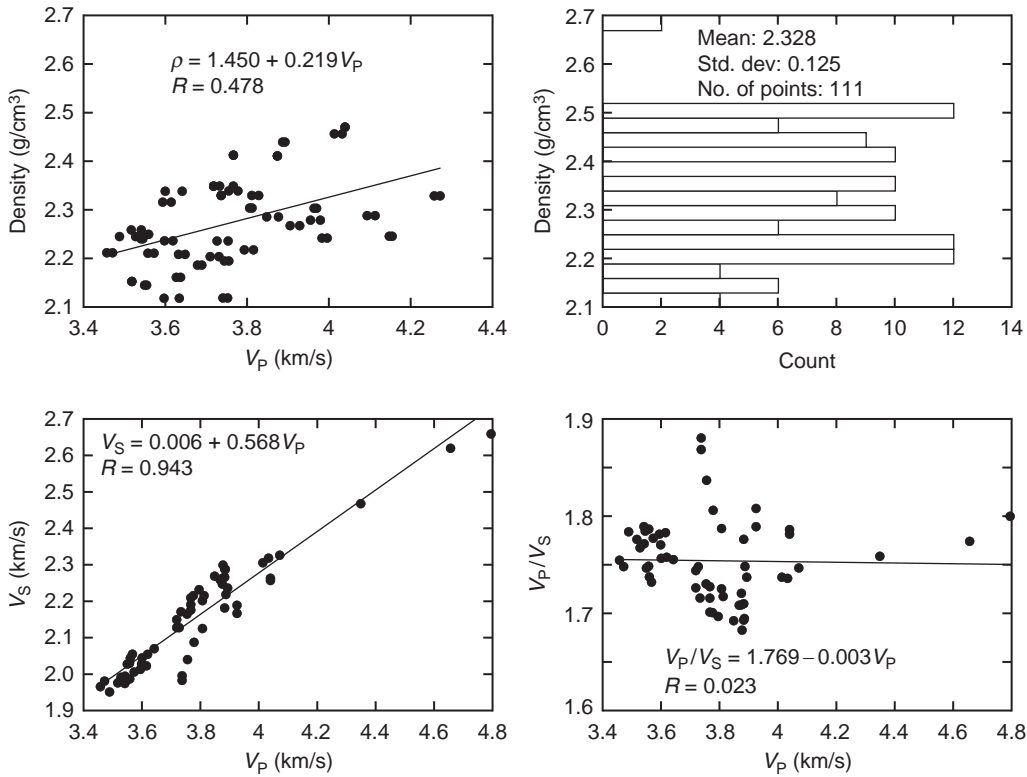 2.7
2.6
2.5
2.4
2.3
2.2
2.1
Density (g/cm³)
ρ = 1.450 + 0.219V_P
R = 0.478
3.4 3.6 3.8 4 4.2 4.4
V_P (km/s)
2.7
2.6
2.5
2.4
2.3
2.2
2.1
Density (g/cm³)
Mean: 2.328
Std. dev: 0.125
No. of points: 111
0 2 4 6 8 10 12 14
Count
2.7
2.6
2.5
2.4
2.3
2.2
2.1
2.0
1.9
V_S (km/s)
V_S = 0.006 + 0.568V_P
R = 0.943
3.4 3.6 3.8 4 4.2 4.4 4.6 4.8
V_P (km/s)
1.9
1.8
1.7
1.6
V_P/V_S
V_P/V_S = 1.769 – 0.003V_P
R = 0.023
3.4 3.6 3.8 4 4.2 4.4 4.6 4.8
V_P (km/s)